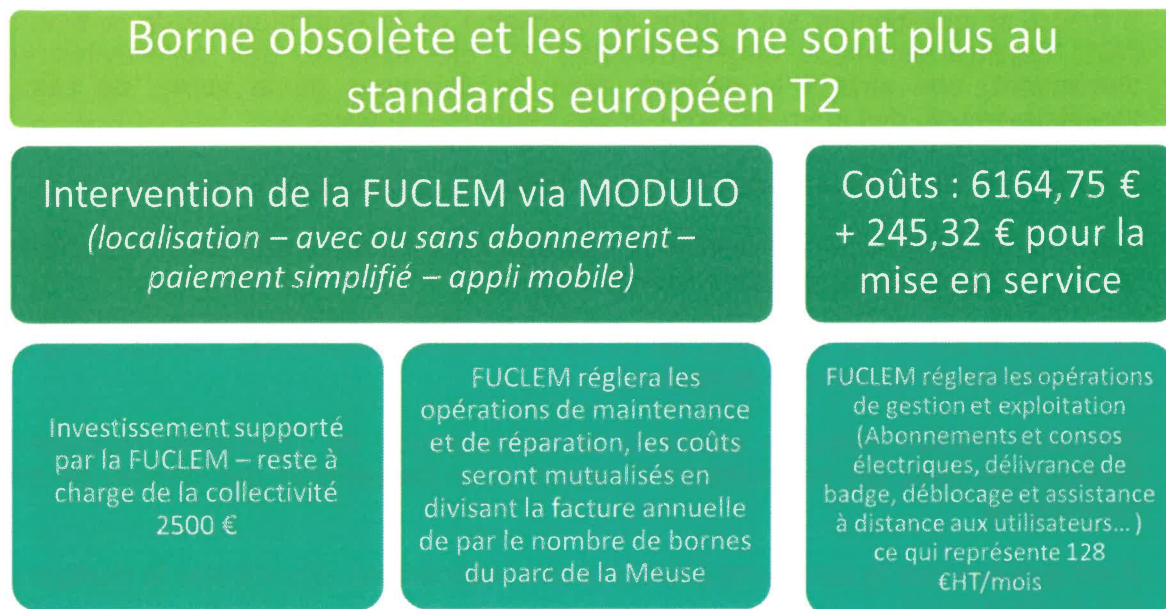 Borne obsolète et les prises ne sont plus au
standards européen T2
Intervention de la FUCLEM via MODULO
(localisation – avec ou sans abonnement –
paiement simplifié – appli mobile)
Coûts : 6164,75 €
+ 245,32 € pour la
mise en service
Investissement supporté
par la FUCLEM – reste à
charge de la collectivité
2500 €
FUCLEM réglera les
opérations de maintenance
et de réparation, les coûts
seront mutualisés en
divisant la facture annuelle
de par le nombre de bornes
du parc de la Meuse
FUCLEM réglera les opérations
de gestion et exploitation
(Abonnements et consos
électriques, délivrance de
badge, déblocage et assistance
à distance aux utilisateurs... )
ce qui représente 128
€HT/mois